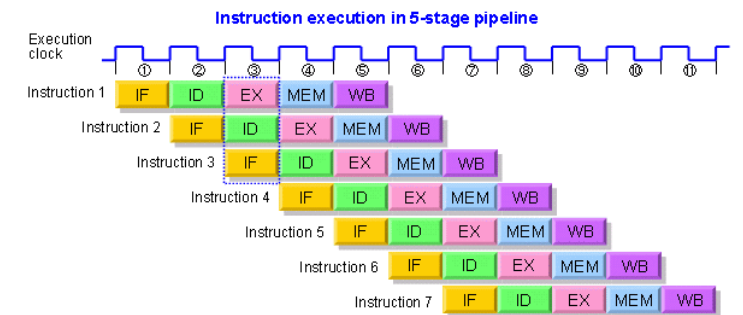 Instruction execution in 5-stage pipeline
Execution
clock
① ② ③ ④ ⑤ ⑥ ⑦ ⑧ ⑨ ⑩ ⑪
Instruction 1 IF ID EX MEM WB
Instruction 2 IF ID EX MEM WB
Instruction 3 IF ID EX MEM WB
Instruction 4 IF ID EX MEM WB
Instruction 5 IF ID EX MEM WB
Instruction 6 IF ID EX MEM WB
Instruction 7 IF ID EX MEM WB